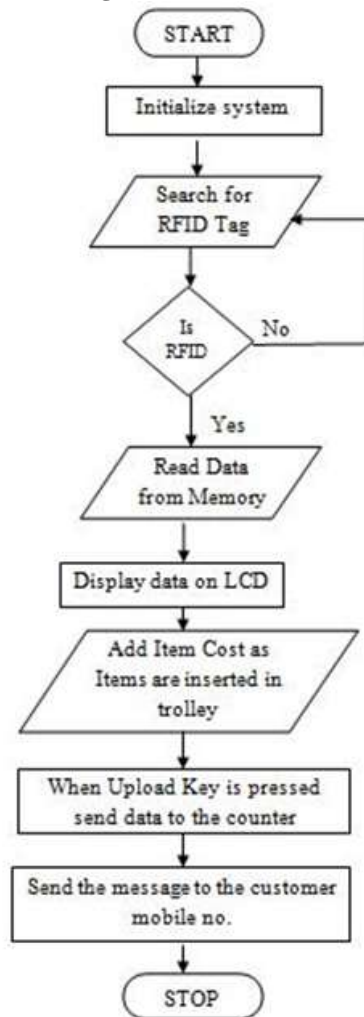 START
Initialize system
Search for
RFID Tag
Is
RFID
No
Yes
Read Data
from Memory
Display data on LCD
Add Item Cost as
Items are inserted in
trolley
When Upload Key is pressed
send data to the counter
Send the message to the customer
mobile no.
STOP